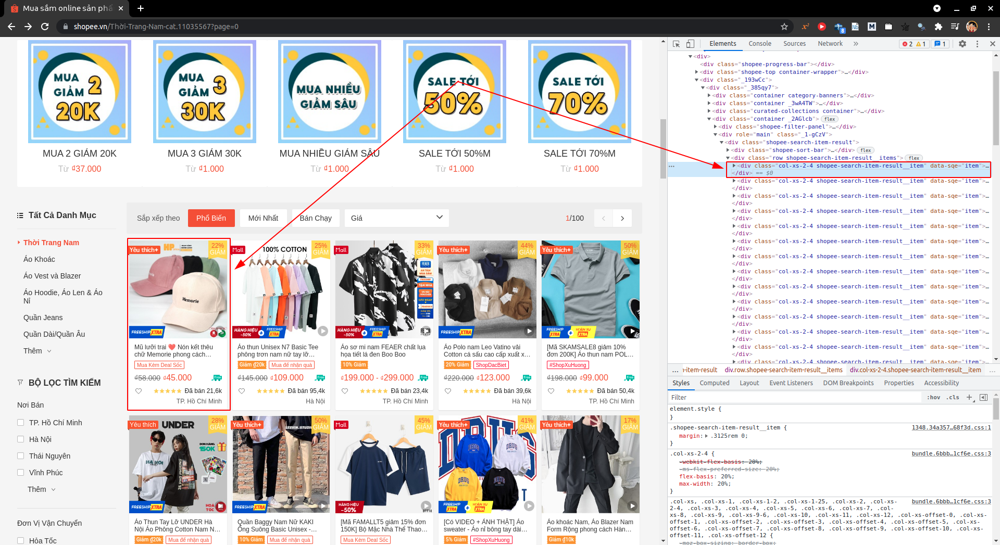 Mua sắm online sản phẩ
shopee.vn/Thời-Trang-Nam-cat.11035567?page=0
8
MUA
GIẢM 2
20K
MUA 2 GIẢM 20K
Từ ₫37.000
MUA
GIẢM 3
30K
MUA 3 GIẢM 30K
Từ ₫1.000
MUA NHIỀU
GIẢM SÂU
MUA NHIỀU GIẢM SÂU
Từ ₫1.000
SALE TỚI
50%
SALE TỚI 50%M
Từ ₫1.000
SALE TỚI
70%
SALE TỚI 70%M
Từ ₫1.000
Tất Cả Danh Mục
Thời Trang Nam
Áo Khoác
Áo Vest và Blazer
Áo Hoodie, Áo Len & Áo
Nỉ
Quần Jeans
Quần Dài/Quần Âu
Thêm
BỘ LỌC TÌM KIẾM
Nơi Bán
TP. Hồ Chí Minh
Hà Nội
Thái Nguyên
Vĩnh Phúc
Thêm
Đơn Vị Vận Chuyển
Hỏa Tốc
Sắp xếp theo Phổ Biến Mới Nhất Bán Chạy Giá 1/100
Yêu thích+
HP
22%
GIẢM
Memorie
FREESHIP XTRA
Mũ lưỡi trai ❤️ Nón kết thêu
chữ Memorie phong cách...
Mua Kèm Deal Sốc
₫58.000 ₫45.000
Free
Đã bán 21,6k
TP. Hồ Chí Minh
Mall
100% COTTON
25%
GIẢM
HÀNG HIỆU
-50% + FREESHIP XTRA
Áo thun Unisex N7 Basic Tee
phông trơn nam nữ tay lỡ...
Giảm ₫20k Mua để nhận quà
₫145.000 ₫109.000
Free
Đã bán 95,4k
Hà Nội
Mall
33%
GIẢM
FEAER
AN TÂM
MUA SẮM
FREESHIP
TẬN NHÀ
VOUCHER
LƯU NGAY
HÀNG HIỆU
-50% + FREESHIP XTRA
Áo sơ mi nam FEAER chất lụa
họa tiết lá đen Boo Boo
10% Giảm
₫199.000 - ₫299.000
Free
Đã bán 23,4k
TP. Hồ Chí Minh
Yêu thích+
44%
GIẢM
FREESHIP XTRA
Áo Polo nam Leo Vatino vải
Cotton cá sấu cao cấp xuất x...
20% Giảm ShopDacBiet
₫220.000 ₫123.000
Free
Đã bán 39,6k
Hà Nội
Yêu thích+
50%
GIẢM
FREESHIP XTRA + HOÀN XU XTRA
[Mã SKAMSALE8 giảm 10%
đơn 200K] Áo thun nam POL...
#ShopXuHuong
₫198.000 ₫99.000
Free
Đã bán 50,4k
TP. Hồ Chí Minh
Yêu thích
UNDER
28%
GIẢM
ĐƠN HÀNG
150K
HANOI
36 PHỐ PHƯỜNG
FREESHIP XTRA
HOẢ
TỐC
Áo Thun Tay Lỡ UNDER Hà
Nội Áo Phông Cotton Nam N...
Giảm ₫20k Mua để nhận quà
Yêu thích+
LEEVIN.STUDIO
50%
GIẢM
FREESHIP XTRA
Quần Baggy Nam Nữ KAKI
Ống Suông Basic Unisex -...
10% Giảm Mua để nhận quà
Mall
45%
GIẢM
HÀNG HIỆU
-50%
BTT18
[Mã FAMALLT5 giảm 15% đơn
150K] Bộ Mặc Nhà Thể Thao...
Mua Kèm Deal Sốc
Yêu thích+
41%
GIẢM
DRUG
FREESHIP XTRA + HOÀN XU XTRA
[Có VIDEO + ẢNH THẬT] Áo
sweater - Áo nỉ bông tay dài...
5% Giảm #ShopXuHuong
Yêu thích+
17%
GIẢM
Áo khoác Nam, Áo Blazer Nam
Form Rộng phong cách Hàn...
Giảm ₫10k
Elements Console Sources Network » 2 1 1
<div>
<div class="shopee-progress-bar"></div>
<div class="shopee-top container-wrapper">…</div>
<div class="_193wCc">
<div class="_385qy7">
<div class="container category-banners">…</div>
<div class="container _3wA4TW">…</div>
<div class="curated-collections container">…</div>
<div class="container _2AGlcb"> flex
<div class="shopee-filter-panel">…</div>
<div role="main" class="_1-gCzV">
<div class="shopee-search-item-result">
<div class="shopee-sort-bar">…</div> flex
<div class="row shopee-search-item-result__items"> flex
<div class="col-xs-2-4 shopee-search-item-result__item" data-sqe="item">…
</div> == $0
<div class="col-xs-2-4 shopee-search-item-result__item" data-sqe="item">…
</div>
<div class="col-xs-2-4 shopee-search-item-result__item" data-sqe="item">…
</div>
<div class="col-xs-2-4 shopee-search-item-result__item" data-sqe="item">…
</div>
<div class="col-xs-2-4 shopee-search-item-result__item" data-sqe="item">…
</div>
<div class="col-xs-2-4 shopee-search-item-result__item" data-sqe="item">…
</div>
<div class="col-xs-2-4 shopee-search-item-result__item" data-sqe="item">…
</div>
<div class="col-xs-2-4 shopee-search-item-result__item" data-sqe="item">…
</div>
<div class="col-xs-2-4 shopee-search-item-result__item" data-sqe="item">…
</div>
<div class="col-xs-2-4 shopee-search-item-result__item" data-sqe="item">…
</div>
<div class="col-xs-2-4 shopee-search-item-result__item" data-sqe="item">…
</div>
<div class="col-xs-2-4 shopee-search-item-result__item" data-sqe="item">…
</div>
<div class="col-xs-2-4 shopee-search-item-result__item" data-sqe="item">…
</div>
<div class="col-xs-2-4 shopee-search-item-result__item" data-sqe="item">…
... h-item-result div.row.shopee-search-item-result__items div.col-xs-2-4.shopee-search-item-result__item ...
Styles Computed Layout Event Listeners DOM Breakpoints Properties Accessibility
Filter :hov .cls +
element.style {
}
.shopee-search-item-result__item { 1348.34a357…68f3d.css:1
margin: .3125rem 0;
}
.col-xs-2-4 { bundle.6bbb…1cf6e.css:3
-webkit-flex-basis: 20%;
-ms-flex-preferred-size: 20%;
flex-basis: 20%;
max-width: 20%;
}
.col-xs, .col-xs-1, .col-xs-1-2, .col-xs-1-25, .col-xs-2, .col-xs- bundle.6bbb…1cf6e.css:3
2-4, .col-xs-3, .col-xs-4, .col-xs-5, .col-xs-6, .col-xs-7, .col-
xs-8, .col-xs-9, .col-xs-9-6, .col-xs-10, .col-xs-11, .col-xs-12, .col-xs-offset-0, .col-xs-
offset-1, .col-xs-offset-2, .col-xs-offset-3, .col-xs-offset-4, .col-xs-offset-5, .col-xs-
offset-6, .col-xs-offset-7, .col-xs-offset-8, .col-xs-offset-9, .col-xs-offset-10, .col-xs-
offset-11, .col-xs-offset-12 {
-moz-box-sizing: border-box;